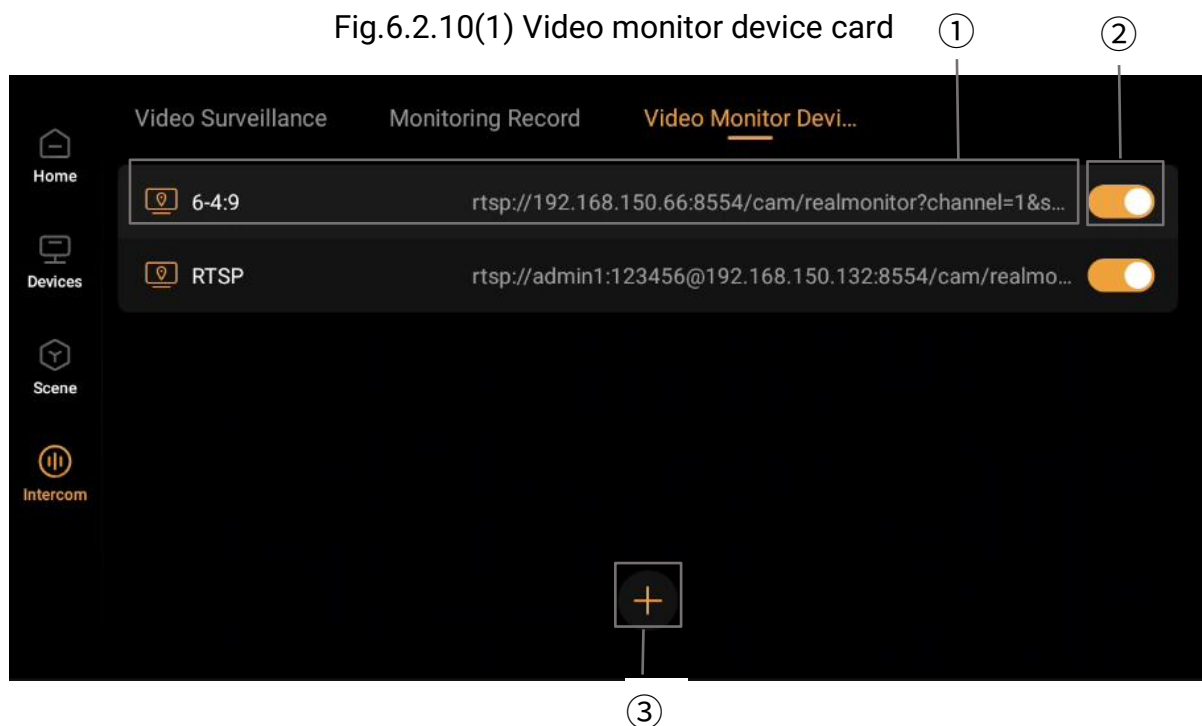 Fig.6.2.10(1) Video monitor device card
① ②
Video Surveillance Monitoring Record Video Monitor Devi...
Home
6-4:9 rtsp://192.168.150.66:8554/cam/realmonitor?channel=1&s...
Devices
RTSP rtsp://admin1:123456@192.168.150.132:8554/cam/realmo...
Scene
Intercom
③